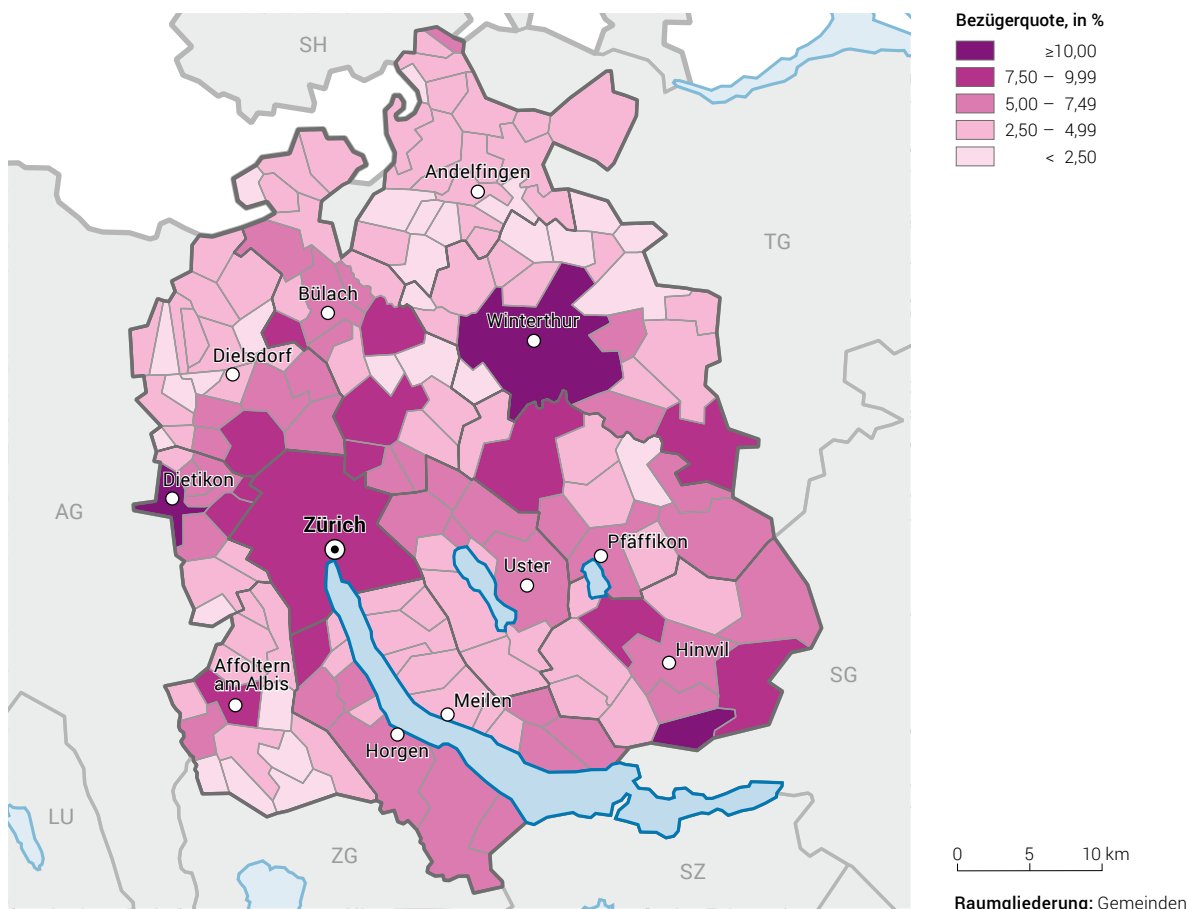 Bezügerquote, in %
≥10,00
7,50 – 9,99
5,00 – 7,49
2,50 – 4,99
< 2,50
SH
Andelfingen
TG
Bülach
Winterthur
Dielsdorf
Dietikon
AG
Zürich
Pfäffikon
Uster
Hinwil
Affoltern
am Albis
SG
Meilen
Horgen
LU
ZG
SZ
0 5 10 km
Raumgliederung: Gemeinden